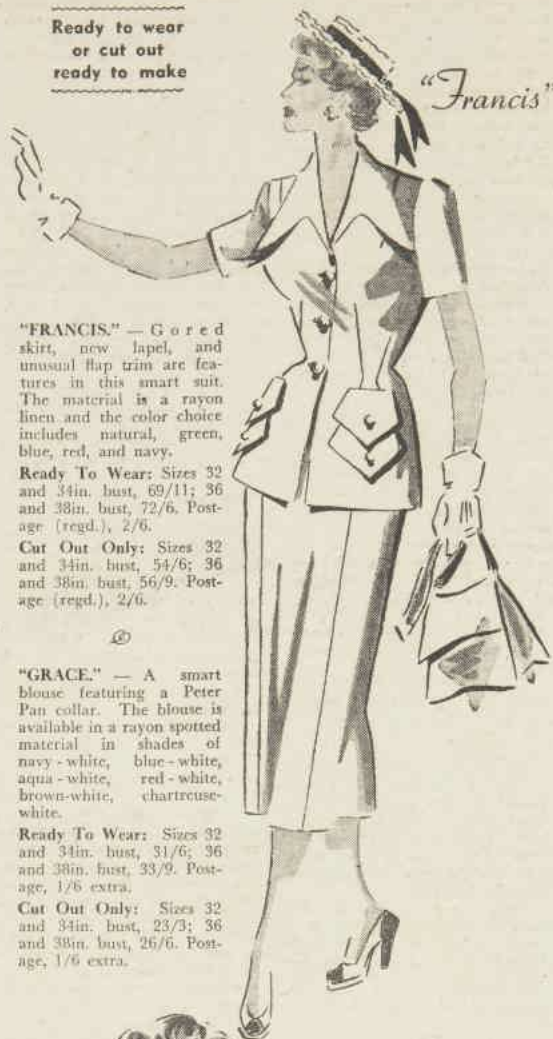 Ready to wear
or cut out
ready to make
"Francis"
"FRANCIS." — Gored
skirt, new lapel, and
unusual flap trim are fea-
tures in this smart suit.
The material is a rayon
linen and the color choice
includes natural, green,
blue, red, and navy.
Ready To Wear: Sizes 32
and 34in. bust, 69/11; 36
and 38in. bust, 72/6. Post-
age (regd.), 2/6.
Cut Out Only: Sizes 32
and 34in. bust, 54/6; 36
and 38in. bust, 56/9. Post-
age (regd.), 2/6.
"GRACE." — A smart
blouse featuring a Peter
Pan collar. The blouse is
available in a rayon spotted
material in shades of
navy-white, blue-white,
aqua-white, red-white,
brown-white, chartreuse-
white.
Ready To Wear: Sizes 32
and 34in. bust, 31/6; 36
and 38in. bust, 33/9. Post-
age, 1/6 extra.
Cut Out Only: Sizes 32
and 34in. bust, 23/3; 36
and 38in. bust, 26/6. Post-
age, 1/6 extra.